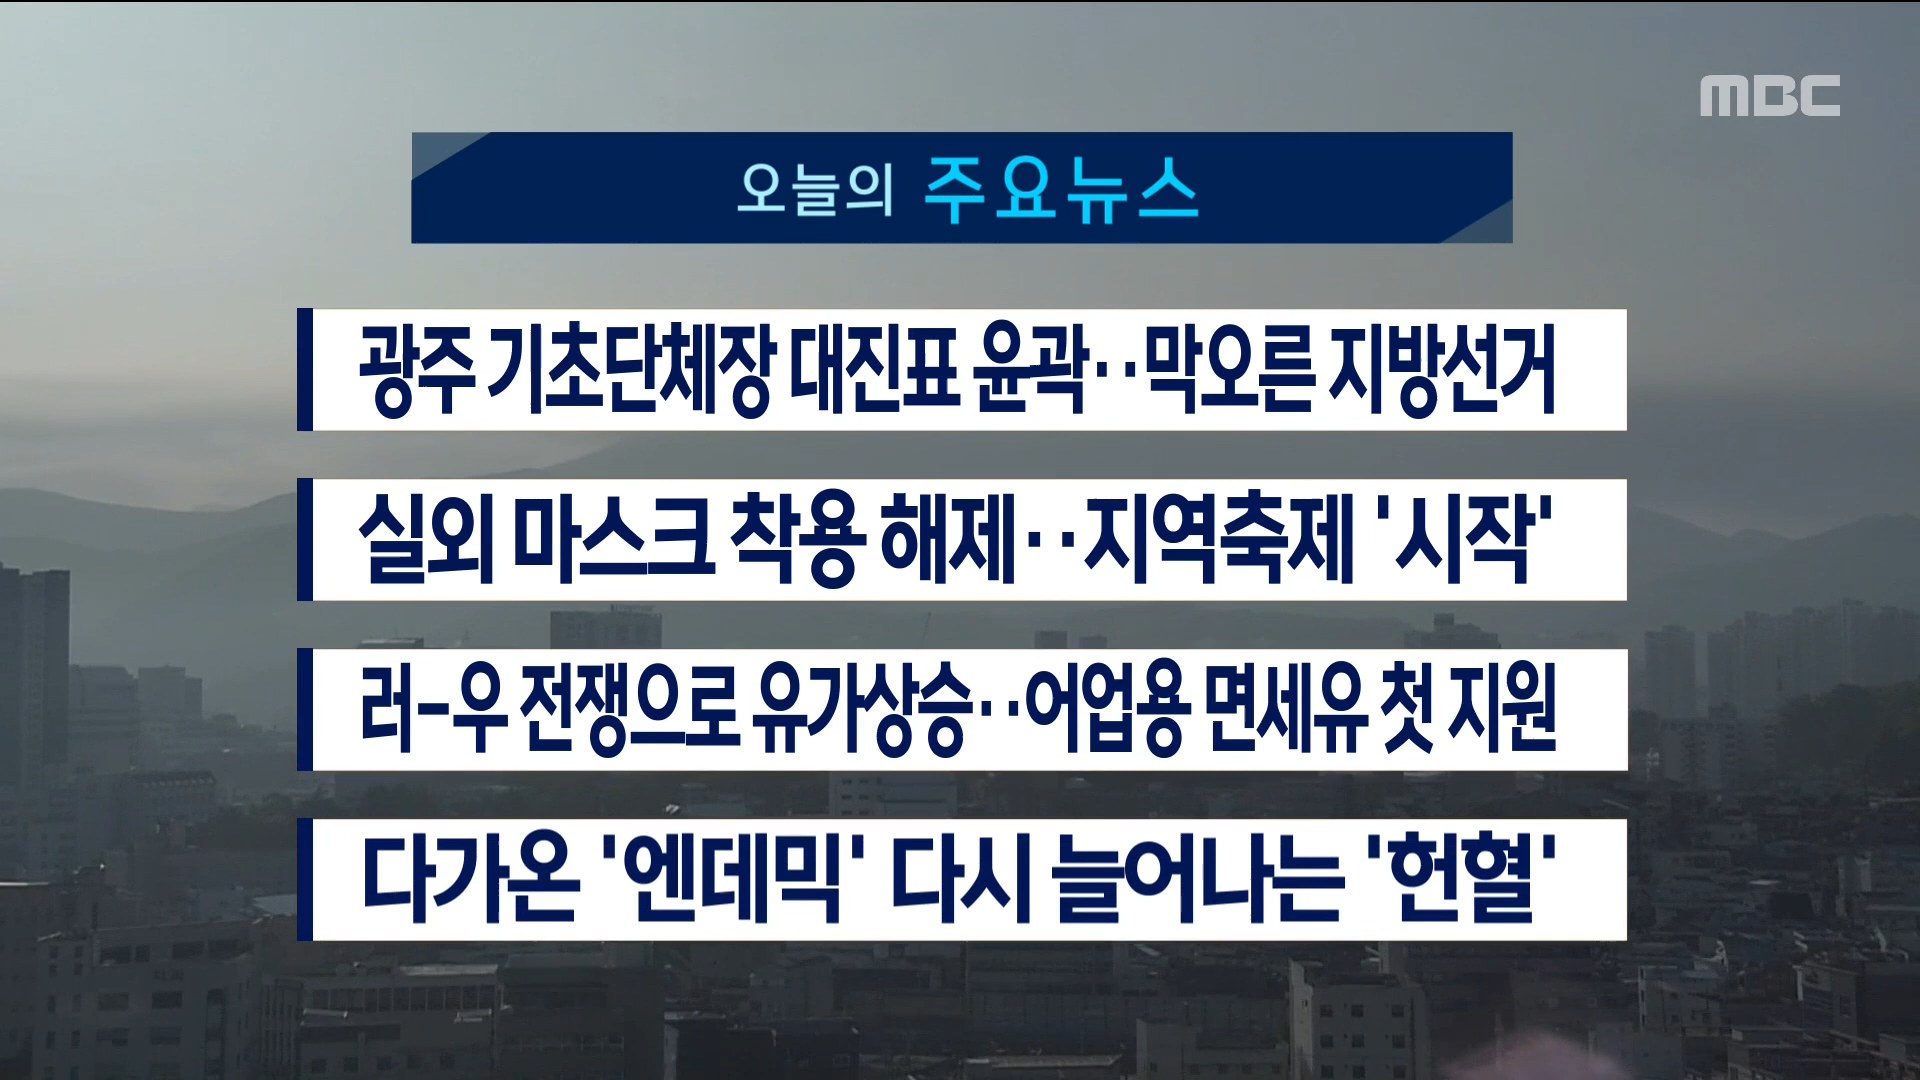 MBC
오늘의 주요뉴스
광주 기초단체장 대진표 윤곽‥막오른 지방선거
실외 마스크 착용 해제‥지역축제 '시작'
러-우 전쟁으로 유가상승‥어업용 면세유 첫 지원
다가온 '엔데믹' 다시 늘어나는 '헌혈'